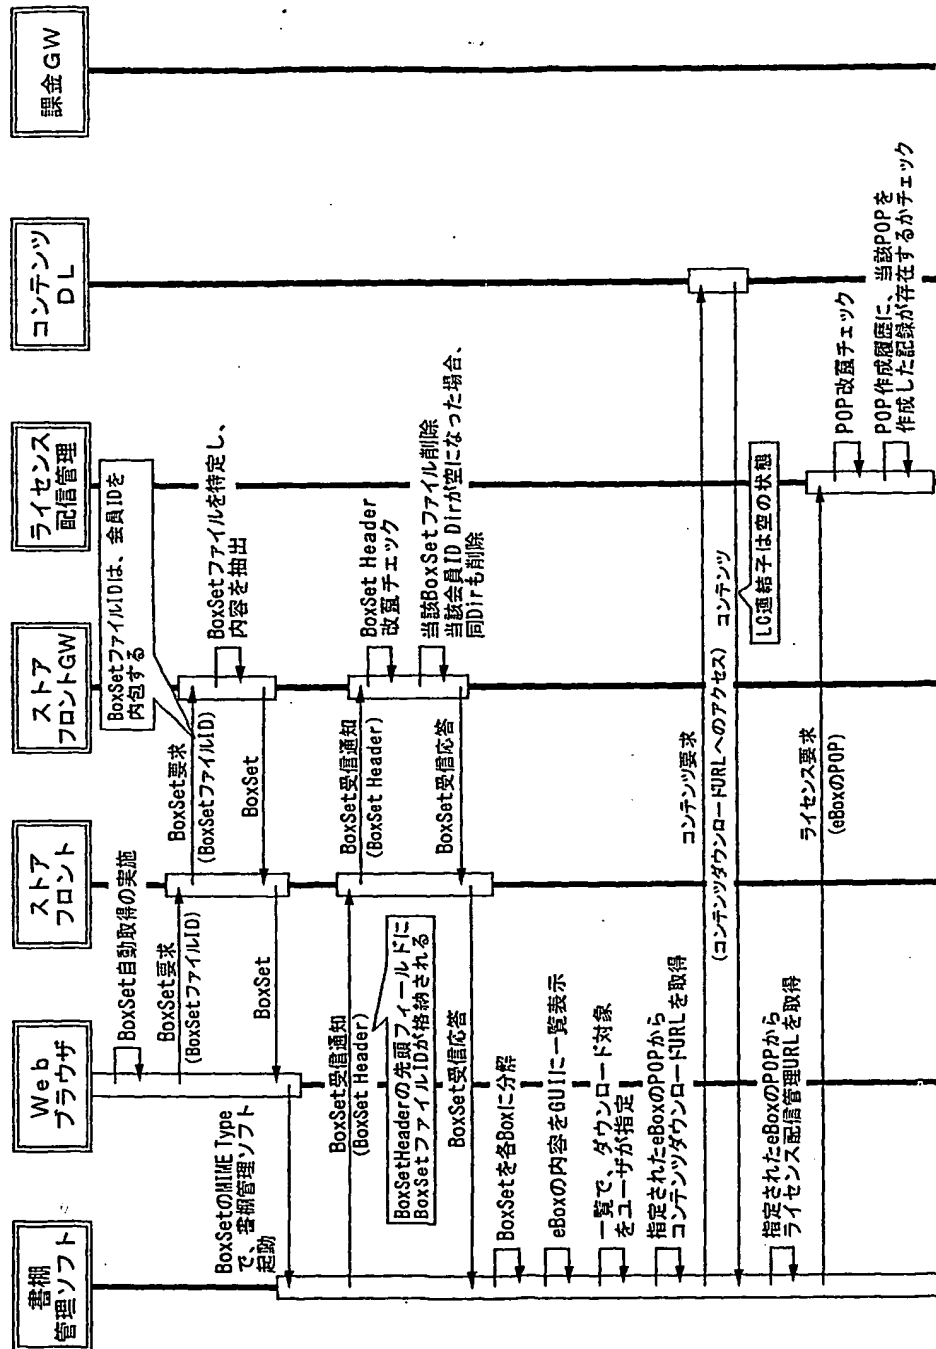 書棚
管理ソフト
Web
ブラウザ
ストア
フロント
ストア
フロントGW
ライセンス
配信管理
コンテンツ
DL
課金GW
BoxSet自動取得の実施
BoxSet要求
(BoxSetファイルID)
BoxSet要求
(BoxSetファイルID)
BoxSetファイルIDは、会員IDを
内包する
BoxSetファイルを特定し、
内容を抽出
BoxSet
BoxSet
BoxSetのMIME Type
で、書棚管理ソフト
起動
BoxSet受信通知
(BoxSet Header)
BoxSetHeaderの先頭フィールドに
BoxSetファイルIDが格納される
BoxSet受信通知
(BoxSet Header)
BoxSet Header
改竄チェック
当該BoxSetファイル削除
当該会員ID Dirが空になった場合、
同Dirも削除
BoxSet受信応答
BoxSet受信応答
BoxSetを各Boxに分解
eBoxの内容をGUIに一覧表示
一覧で、ダウンロード対象
をユーザが指定
指定されたeBoxのPOPから
コンテンツダウンロードURLを取得
コンテンツ要求
(コンテンツダウンロードURLへのアクセス)
コンテンツ
LC連結子は空の状態
指定されたeBoxのPOPから
ライセンス配信管理URLを取得
ライセンス要求
(eBoxのPOP)
POP改竄チェック
POP作成履歴に、当該POPを
作成した記録が存在するかチェック